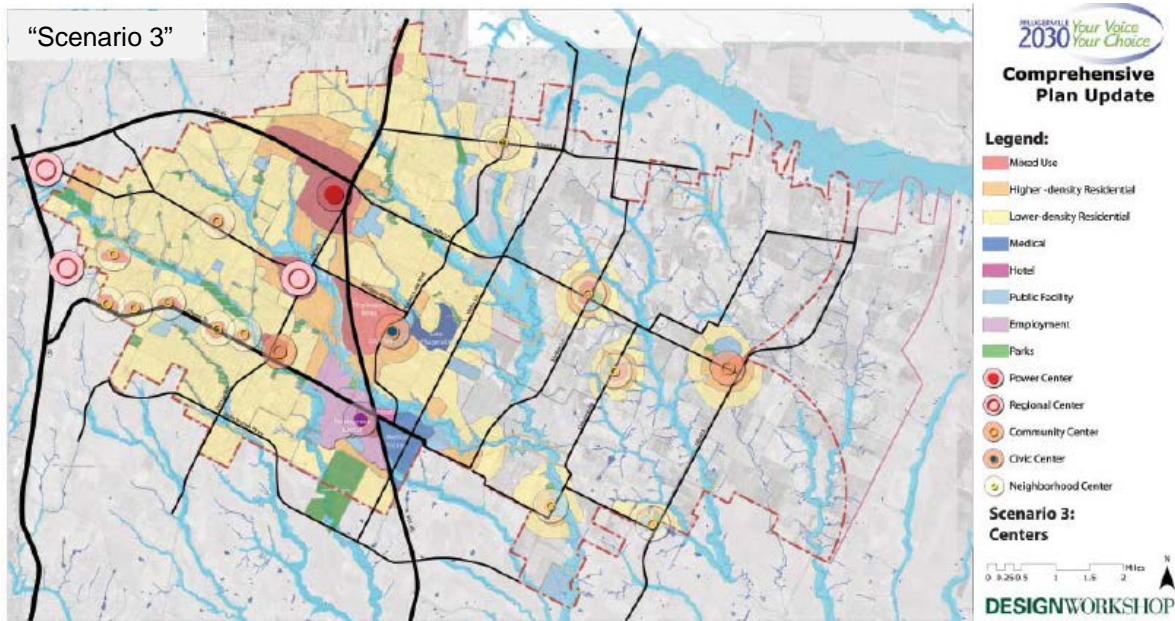 “Scenario 3”
PFLUGERVILLE
2030 Your Voice
Your Choice
Comprehensive
Plan Update
Legend:
Mixed Use
Higher -density Residential
Lower-density Residential
Medical
Hotel
Public Facility
Employment
Parks
Power Center
Regional Center
Community Center
Civic Center
Neighborhood Center
Scenario 3:
Centers
N
Miles
0 0.25 0.5 1 1.5 2
DESIGNWORKSHOP